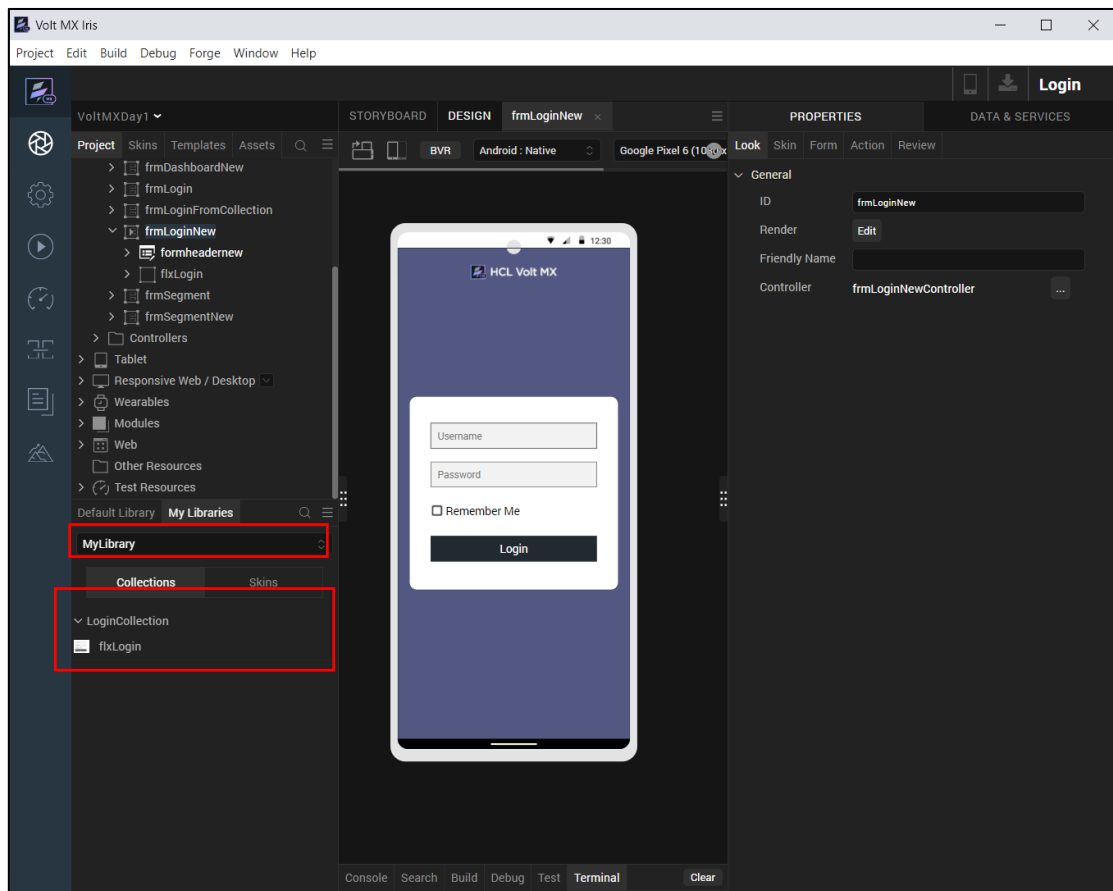 Volt MX Iris
Project Edit Build Debug Forge Window Help
Login
VoltMXDay1
Project Skins Templates Assets
frmDashboardNew
frmLogin
frmLoginFromCollection
frmLoginNew
formheadernew
flxLogin
frmSegment
frmSegmentNew
Controllers
Tablet
Responsive Web / Desktop
Wearables
Modules
Web
Other Resources
Test Resources
Default Library My Libraries
MyLibrary
Collections Skins
LoginCollection
flxLogin
STORYBOARD DESIGN frmLoginNew
BVR Android : Native Google Pixel 6
12:30
HCL Volt MX
Username
Password
Remember Me
Login
Console Search Build Debug Test Terminal Clear
PROPERTIES DATA & SERVICES
Look Skin Form Action Review
General
ID frmLoginNew
Render Edit
Friendly Name
Controller frmLoginNewController ...